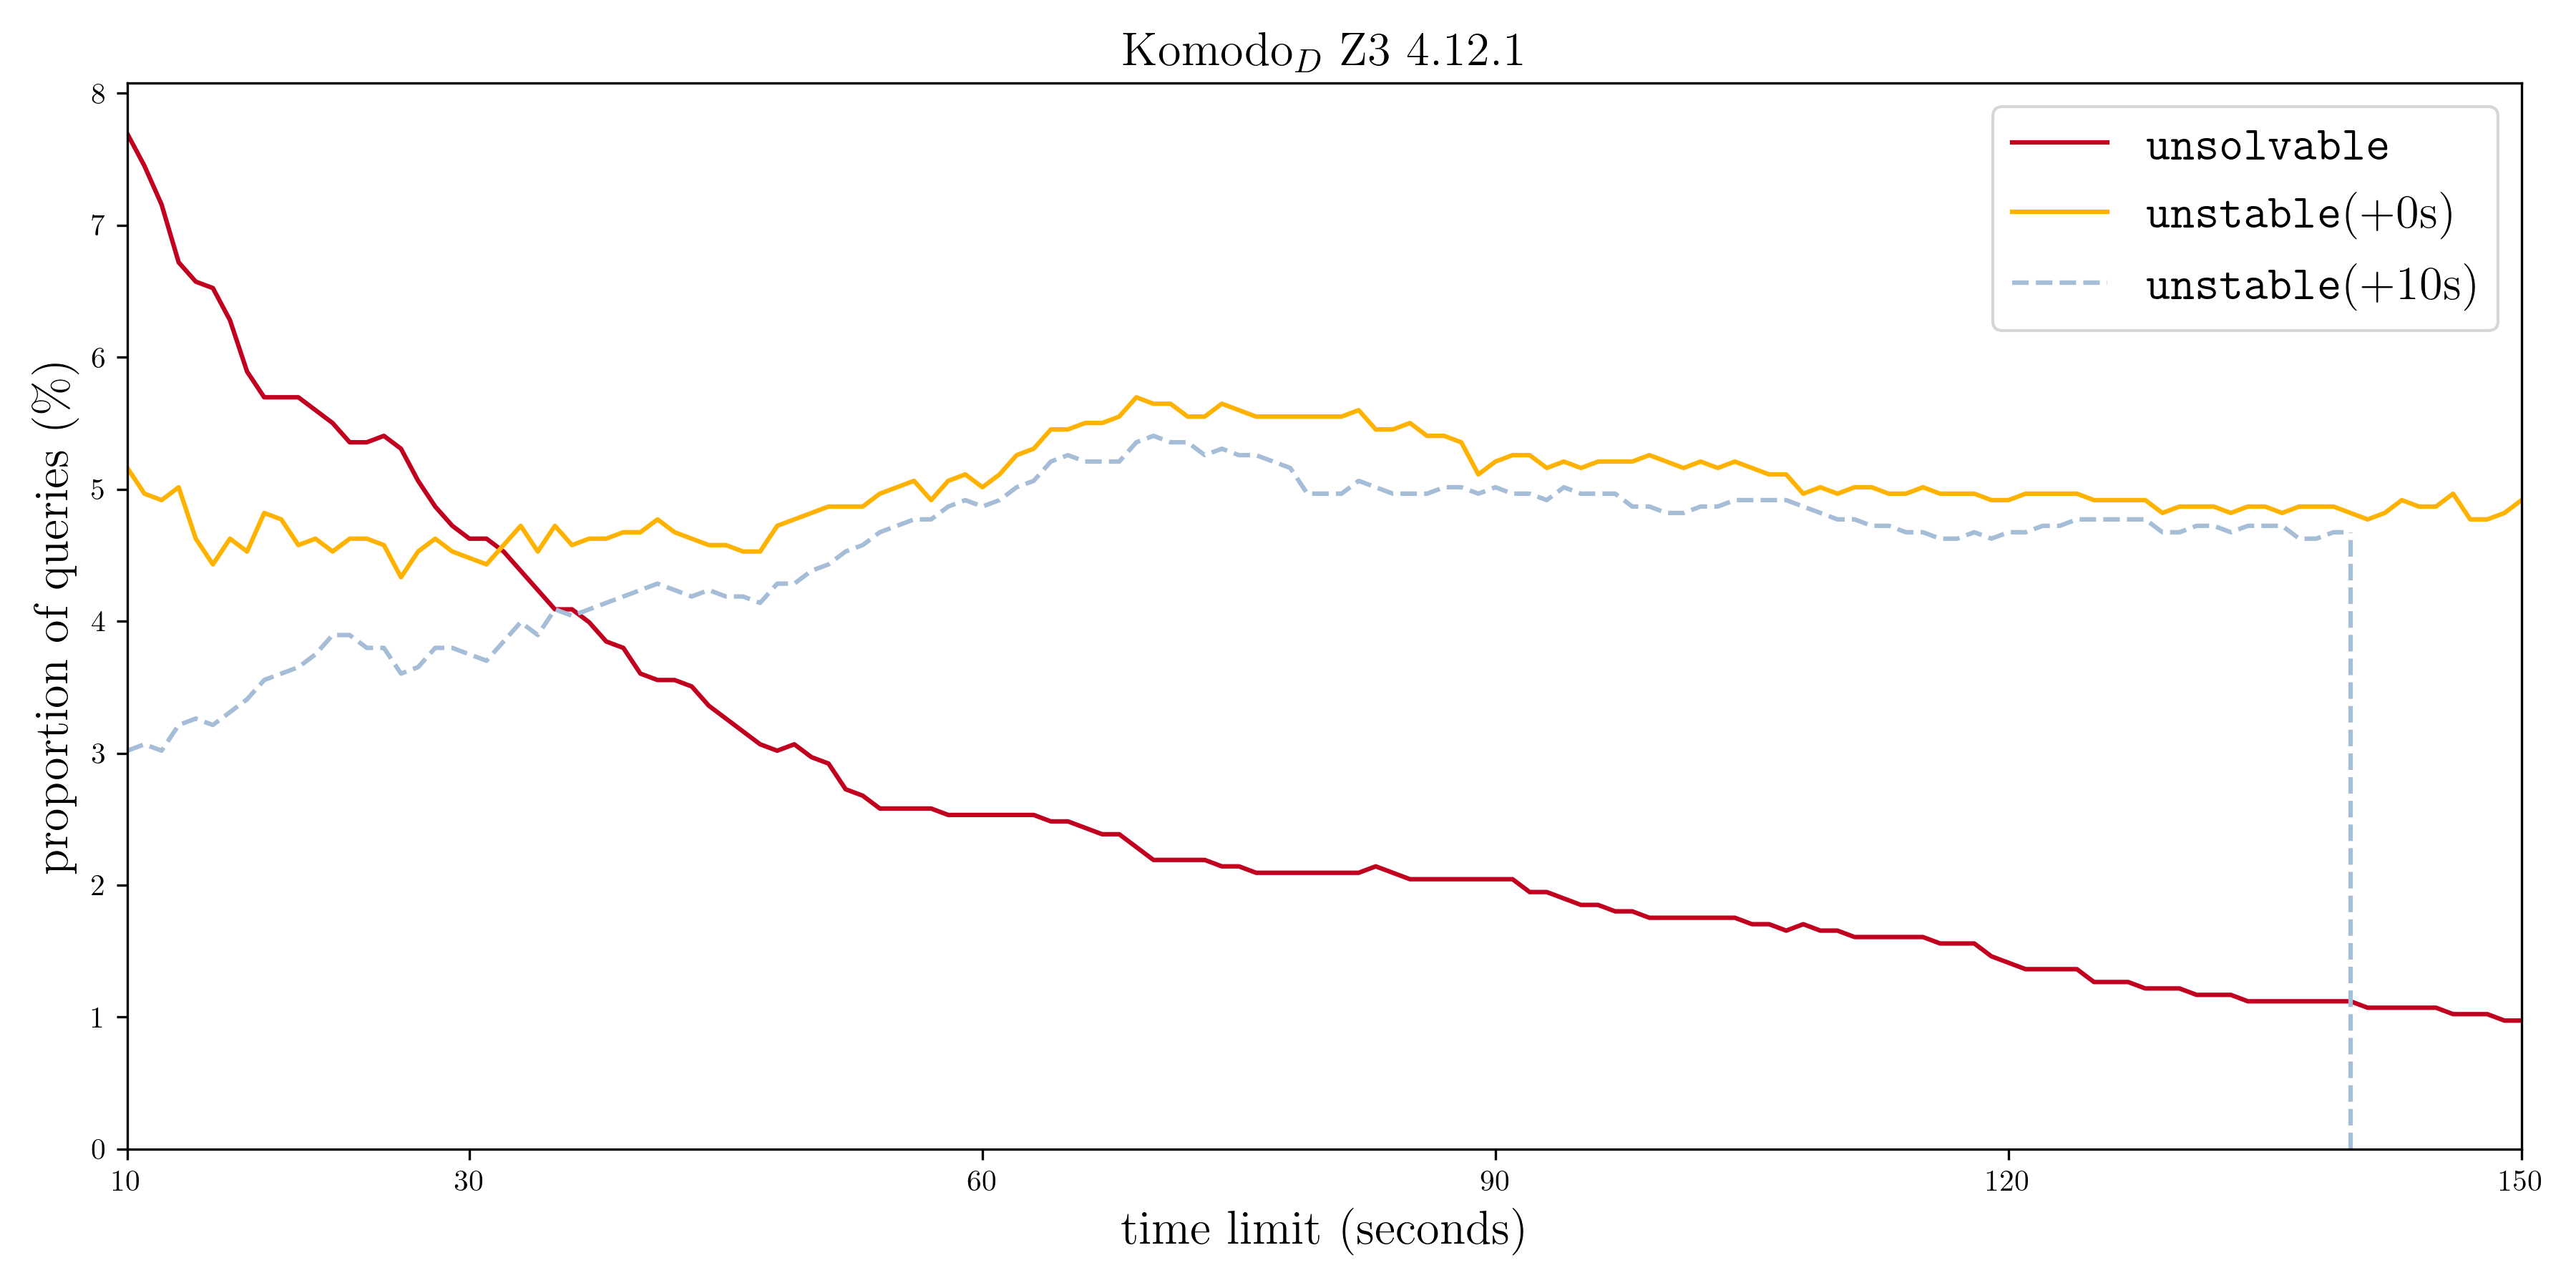 Komodo_D Z3 4.12.1
unsolvable
unstable(+0s)
unstable(+10s)
proportion of queries (%)
8
7
6
5
4
3
2
1
0
10 30 60 90 120 150
time limit (seconds)